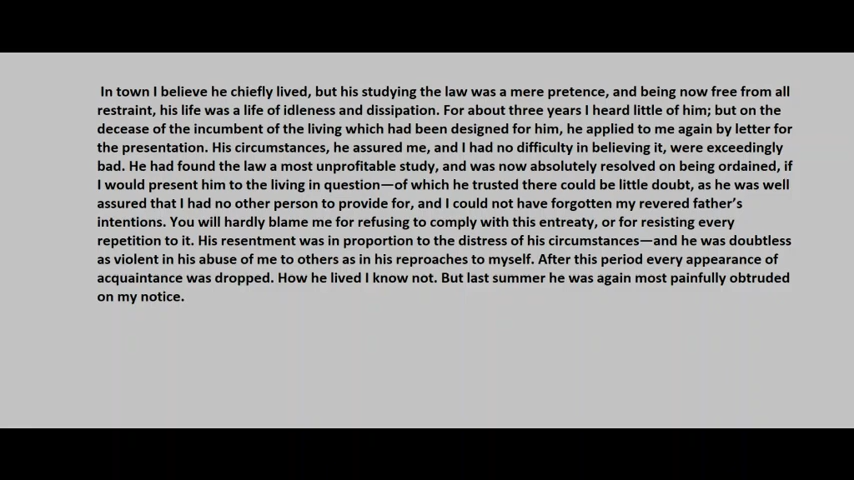 In town I believe he chiefly lived, but his studying the law was a mere pretence, and being now free from all
restraint, his life was a life of idleness and dissipation. For about three years I heard little of him; but on the
decease of the incumbent of the living which had been designed for him, he applied to me again by letter for
the presentation. His circumstances, he assured me, and I had no difficulty in believing it, were exceedingly
bad. He had found the law a most unprofitable study, and was now absolutely resolved on being ordained, if
I would present him to the living in question—of which he trusted there could be little doubt, as he was well
assured that I had no other person to provide for, and I could not have forgotten my revered father’s
intentions. You will hardly blame me for refusing to comply with this entreaty, or for resisting every
repetition to it. His resentment was in proportion to the distress of his circumstances—and he was doubtless
as violent in his abuse of me to others as in his reproaches to myself. After this period every appearance of
acquaintance was dropped. How he lived I know not. But last summer he was again most painfully obtruded
on my notice.